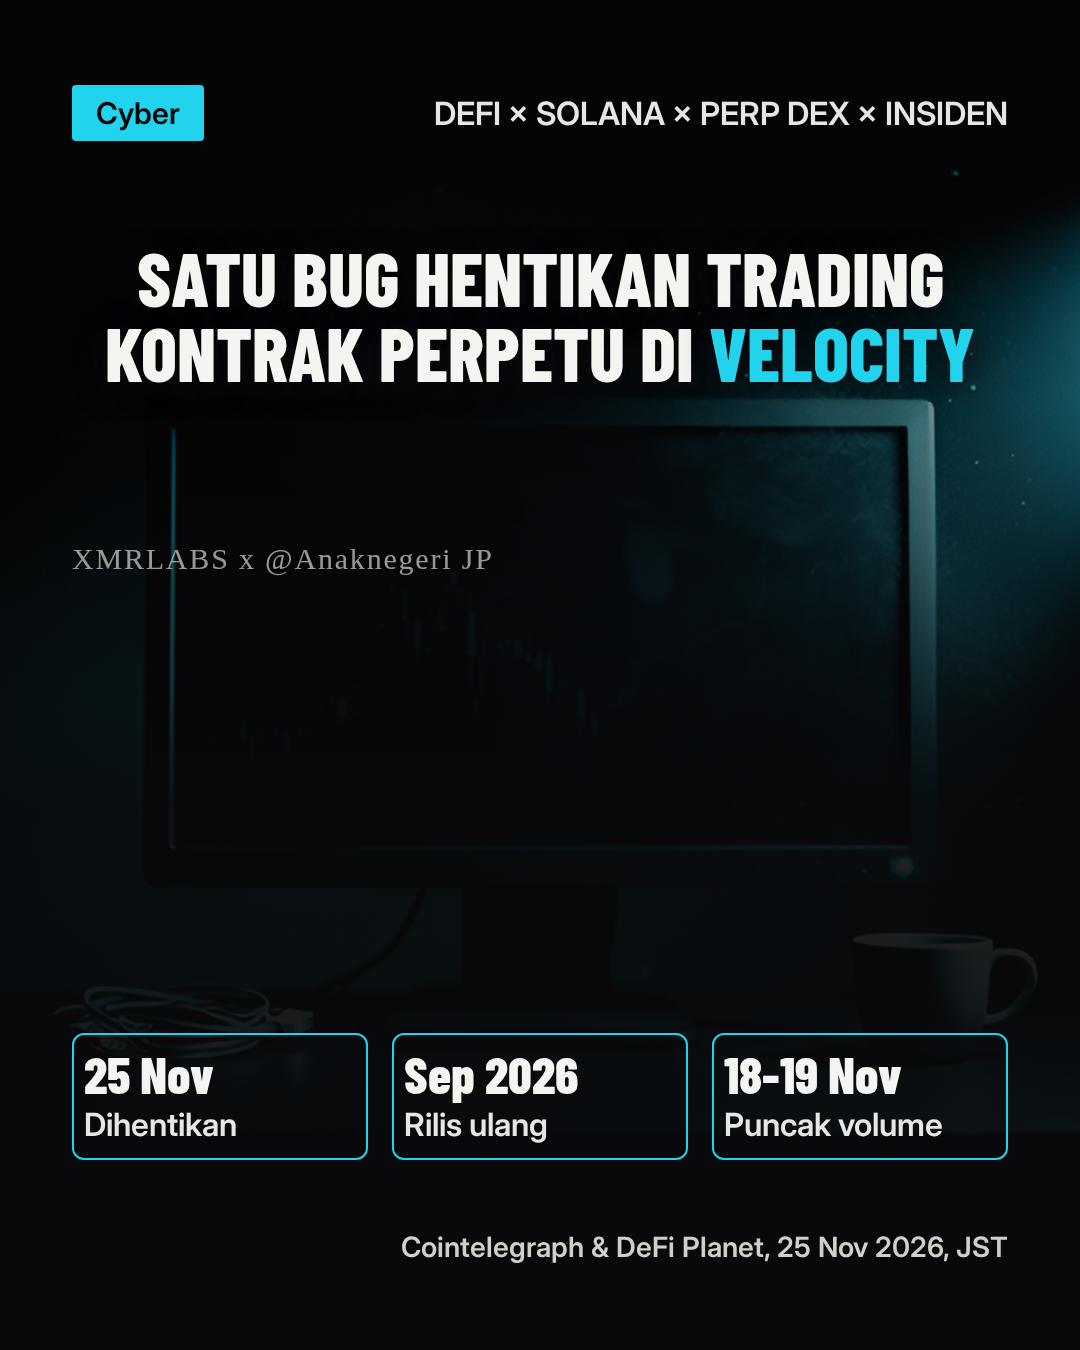 Cyber
DEFI × SOLANA × PERP DEX × INSIDEN
SATU BUG HENTIKAN TRADING
KONTRAK PERPETU DI VELOCITY
XMRLABS x @Anaknegeri JP
25 Nov
Dihentikan
Sep 2026
Rilis ulang
18-19 Nov
Puncak volume
Cointelegraph & DeFi Planet, 25 Nov 2026, JST